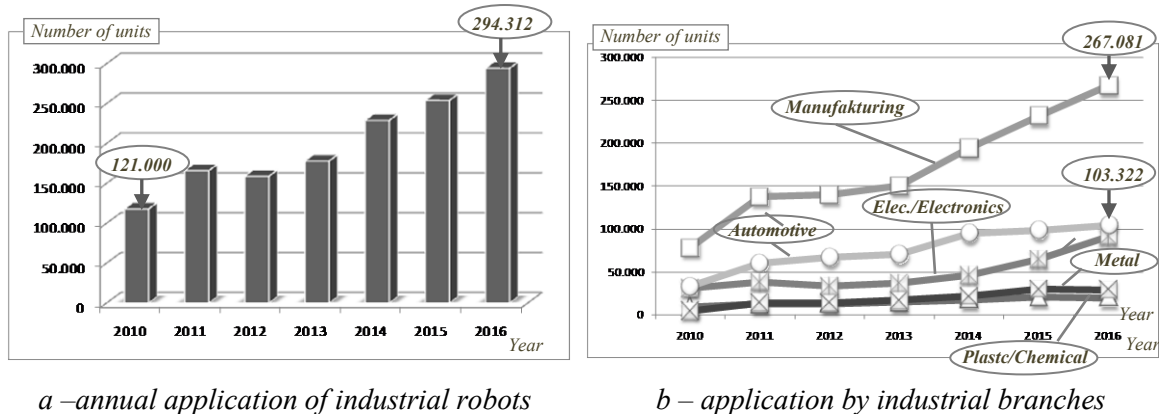 Number of units
294.312
300.000
250.000
200.000
150.000
100.000
50.000
0
121.000
2010 2011 2012 2013 2014 2015 2016
Year
a –annual application of industrial robots
Number of units
267.081
300.000
250.000
200.000
150.000
100.000
50.000
0
Manufakturing
103.322
Elec./Electronics
Automotive
Metal
Year
2010 2011 2012 2013 2014 2015 2016
Year
Plastc/Chemical
b – application by industrial branches